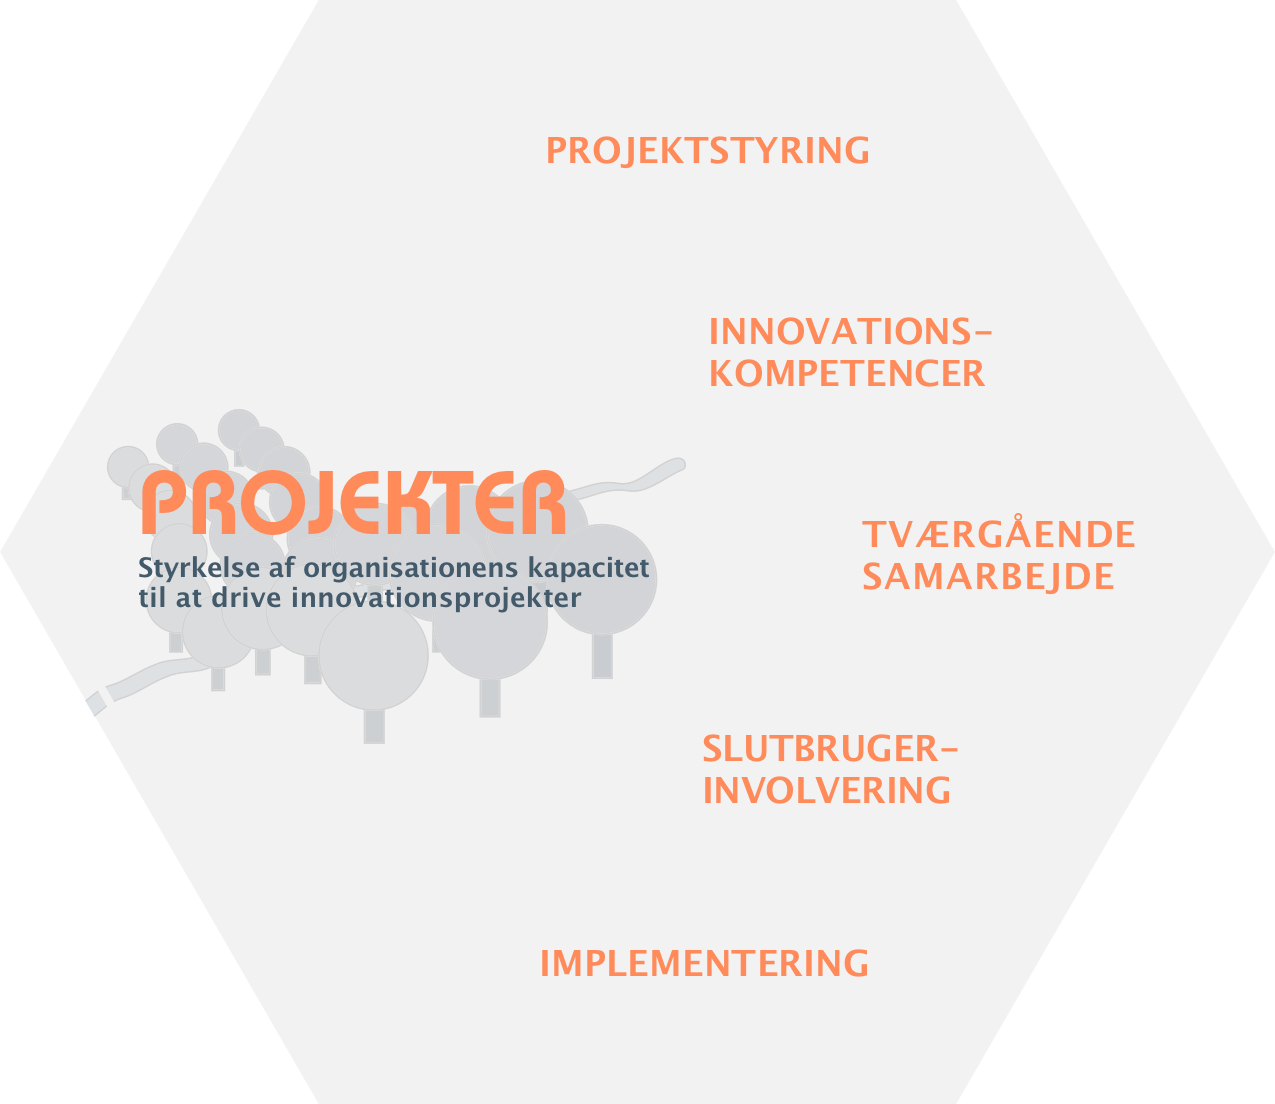 PROJEKTSTYRING
INNOVATIONS-
KOMPETENCER
PROJEKTER
Styrkelse af organisationens kapacitet
til at drive innovationsprojekter
TVÆRGÅENDE
SAMARBEJDE
SLUTBRUGER-
INVOLVERING
IMPLEMENTERING